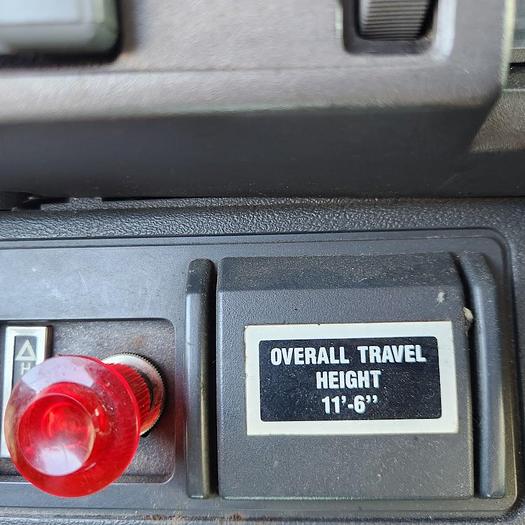 OVERALL TRAVEL
HEIGHT
11'-6"
H